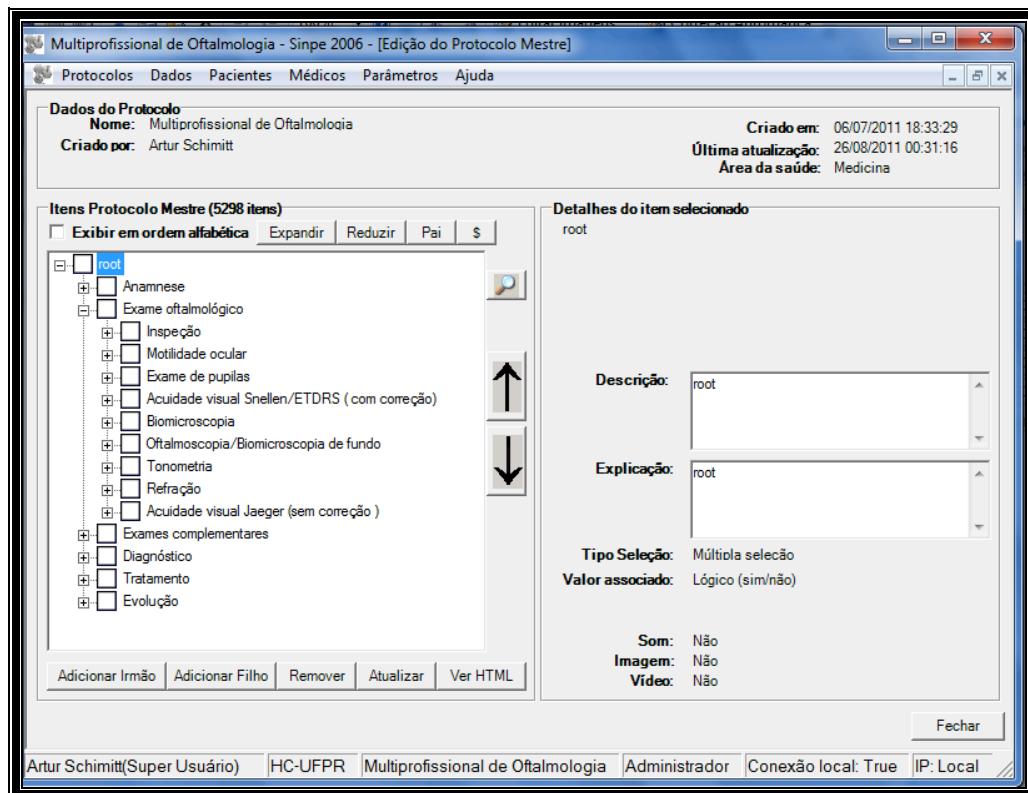 Multiprofissional de Oftalmologia - Sinpe 2006 - [Edição do Protocolo Mestre]
Protocolos Dados Pacientes Médicos Parâmetros Ajuda
Dados do Protocolo
Nome: Multiprofissional de Oftalmologia
Criado por: Artur Schimitt
Criado em: 06/07/2011 18:33:29
Última atualização: 26/08/2011 00:31:16
Área da saúde: Medicina
Itens Protocolo Mestre (5298 itens)
Exibir em ordem alfabética Expandir Reduzir Pai $
root
Anamnese
Exame oftalmológico
Inspeção
Motilidade ocular
Exame de pupilas
Acuidade visual Snellen/ETDRS ( com correção)
Biomicroscopia
Oftalmoscopia/Biomicroscopia de fundo
Tonometria
Refração
Acuidade visual Jaeger (sem correção )
Exames complementares
Diagnóstico
Tratamento
Evolução
Adicionar Irmão Adicionar Filho Remover Atualizar Ver HTML
Detalhes do item selecionado
root
Descrição: root
Explicação: root
Tipo Seleção: Múltipla seleção
Valor associado: Lógico (sim/não)
Som: Não
Imagem: Não
Vídeo: Não
Fechar
Artur Schimitt(Super Usuário) HC-UFPR Multiprofissional de Oftalmologia Administrador Conexão local: True IP: Local